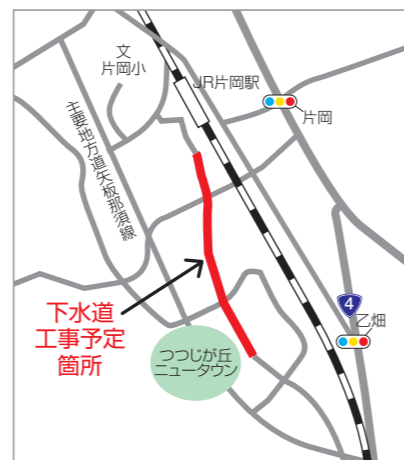 文
片岡小
JR片岡駅
片岡
主要地方道矢板那須線
4
乙畑
下水道
工事予定
箇所
つつじが丘
ニュータウン